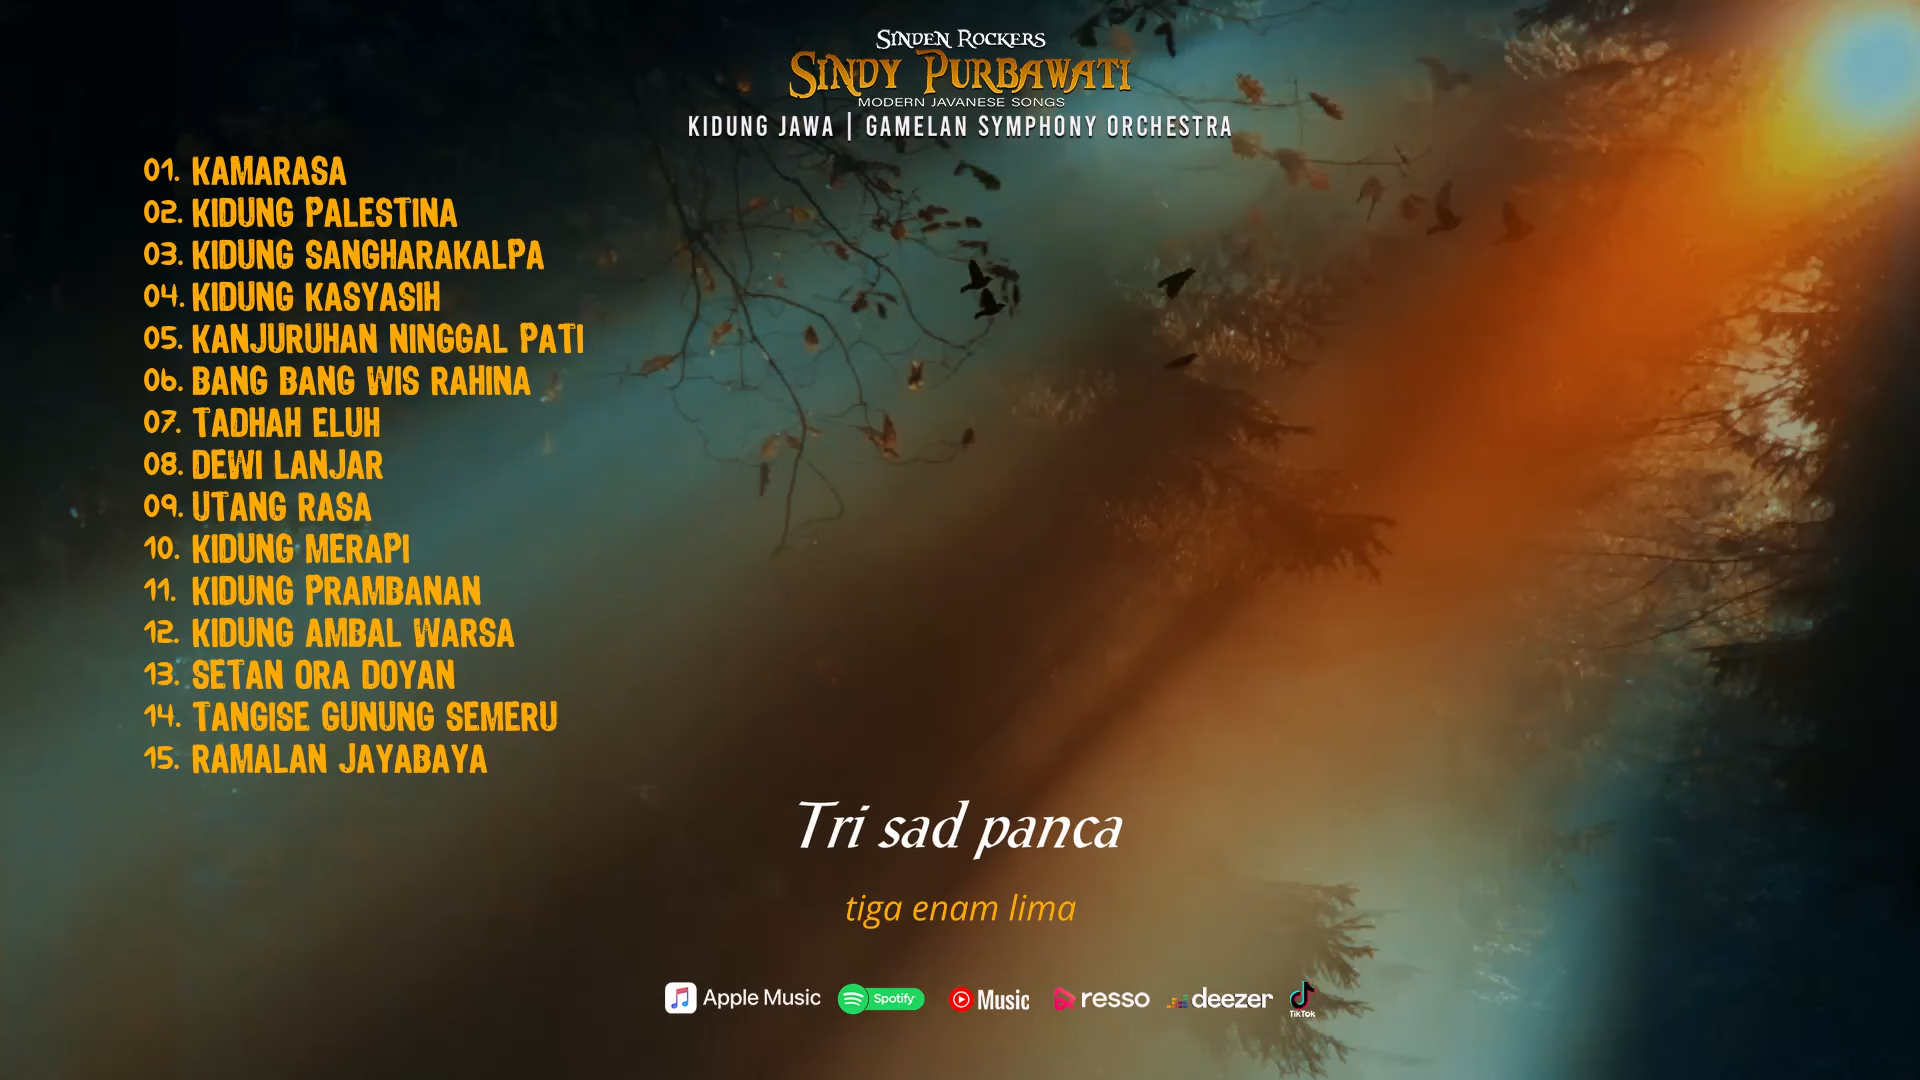 SINDEN ROCKERS
SINDY PURBAWATI
MODERN JAVANESE SONGS
KIDUNG JAWA | GAMELAN SYMPHONY ORCHESTRA
01. KAMARASA
02. KIDUNG PALESTINA
03. KIDUNG SANGHARAKALPA
04. KIDUNG KASYASIH
05. KANJURUHAN NINGGAL PATI
06. BANG BANG WIS RAHINA
07. TADHAH ELUH
08. DEWI LANJAR
09. UTANG RASA
10. KIDUNG MERAPI
11. KIDUNG PRAMBANAN
12. KIDUNG AMBAL WARSA
13. SETAN ORA DOYAN
14. TANGISE GUNUNG SEMERU
15. RAMALAN JAYABAYA
Tri sad panca
tiga enam lima
Apple Music Spotify Music resso deezer TikTok